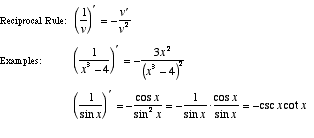 Reciprocal Rule: (1/v)′ = −v′/v²
Examples: (1/(x³ − 4))′ = −3x²/(x³ − 4)²
(1/sin x)′ = −cos x/sin² x = −1/sin x · cos x/sin x = −csc x cot x